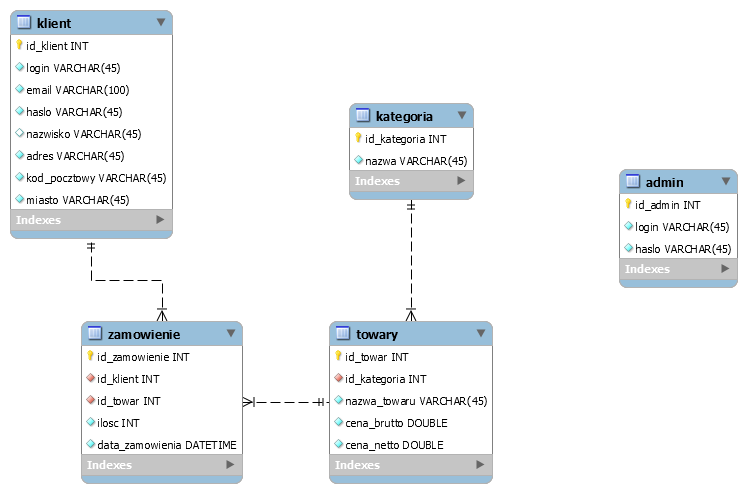 klient
id_klient INT
login VARCHAR(45)
email VARCHAR(100)
haslo VARCHAR(45)
nazwisko VARCHAR(45)
adres VARCHAR(45)
kod_pocztowy VARCHAR(45)
miasto VARCHAR(45)
Indexes
kategoria
id_kategoria INT
nazwa VARCHAR(45)
Indexes
admin
id_admin INT
login VARCHAR(45)
haslo VARCHAR(45)
Indexes
zamowienie
id_zamowienie INT
id_klient INT
id_towar INT
ilosc INT
data_zamowienia DATETIME
Indexes
towary
id_towar INT
id_kategoria INT
nazwa_towaru VARCHAR(45)
cena_brutto DOUBLE
cena_netto DOUBLE
Indexes